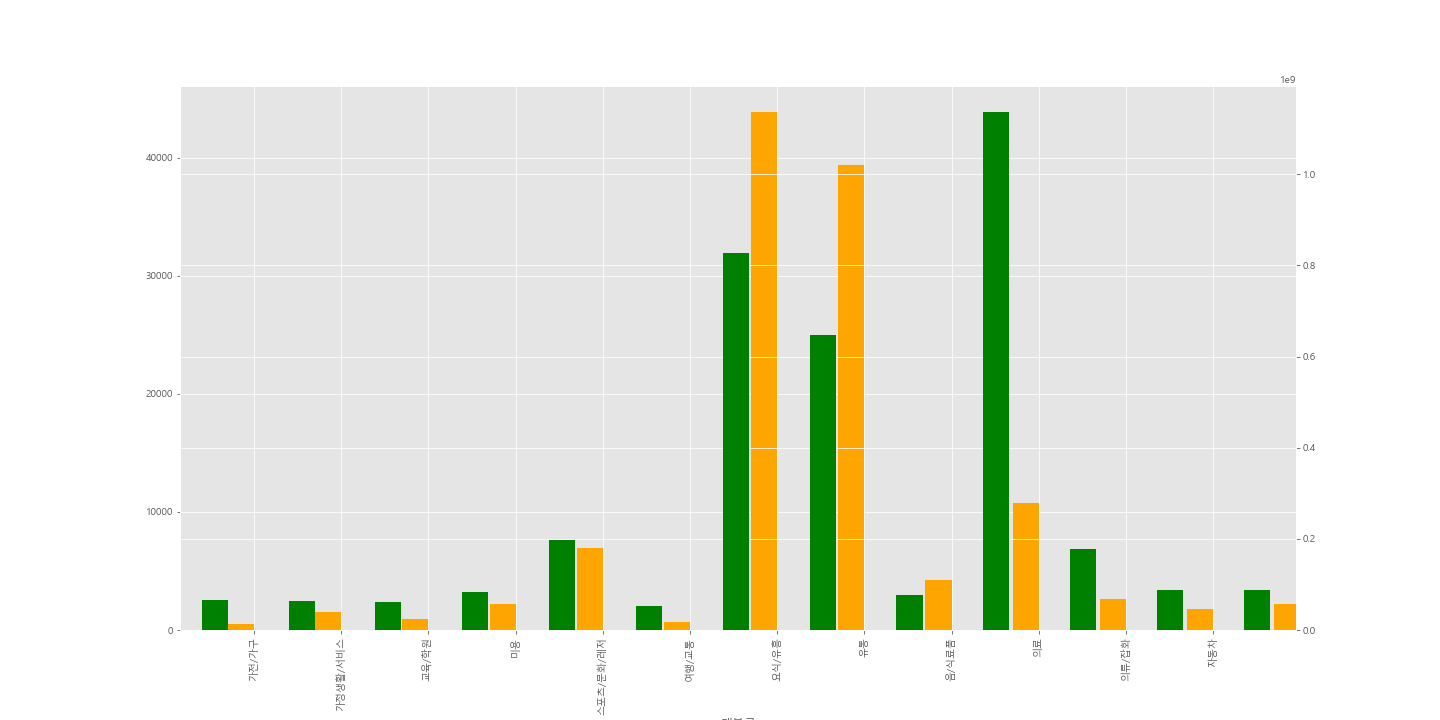 1e9
40000
30000
20000
10000
0
1.0
0.8
0.6
0.4
0.2
0.0
가전/가구
가정생활/서비스
교육/학원
미용
스포츠/문화/레저
여행/교통
요식/유흥
유통
음/식료품
의료
의류/잡화
자동차